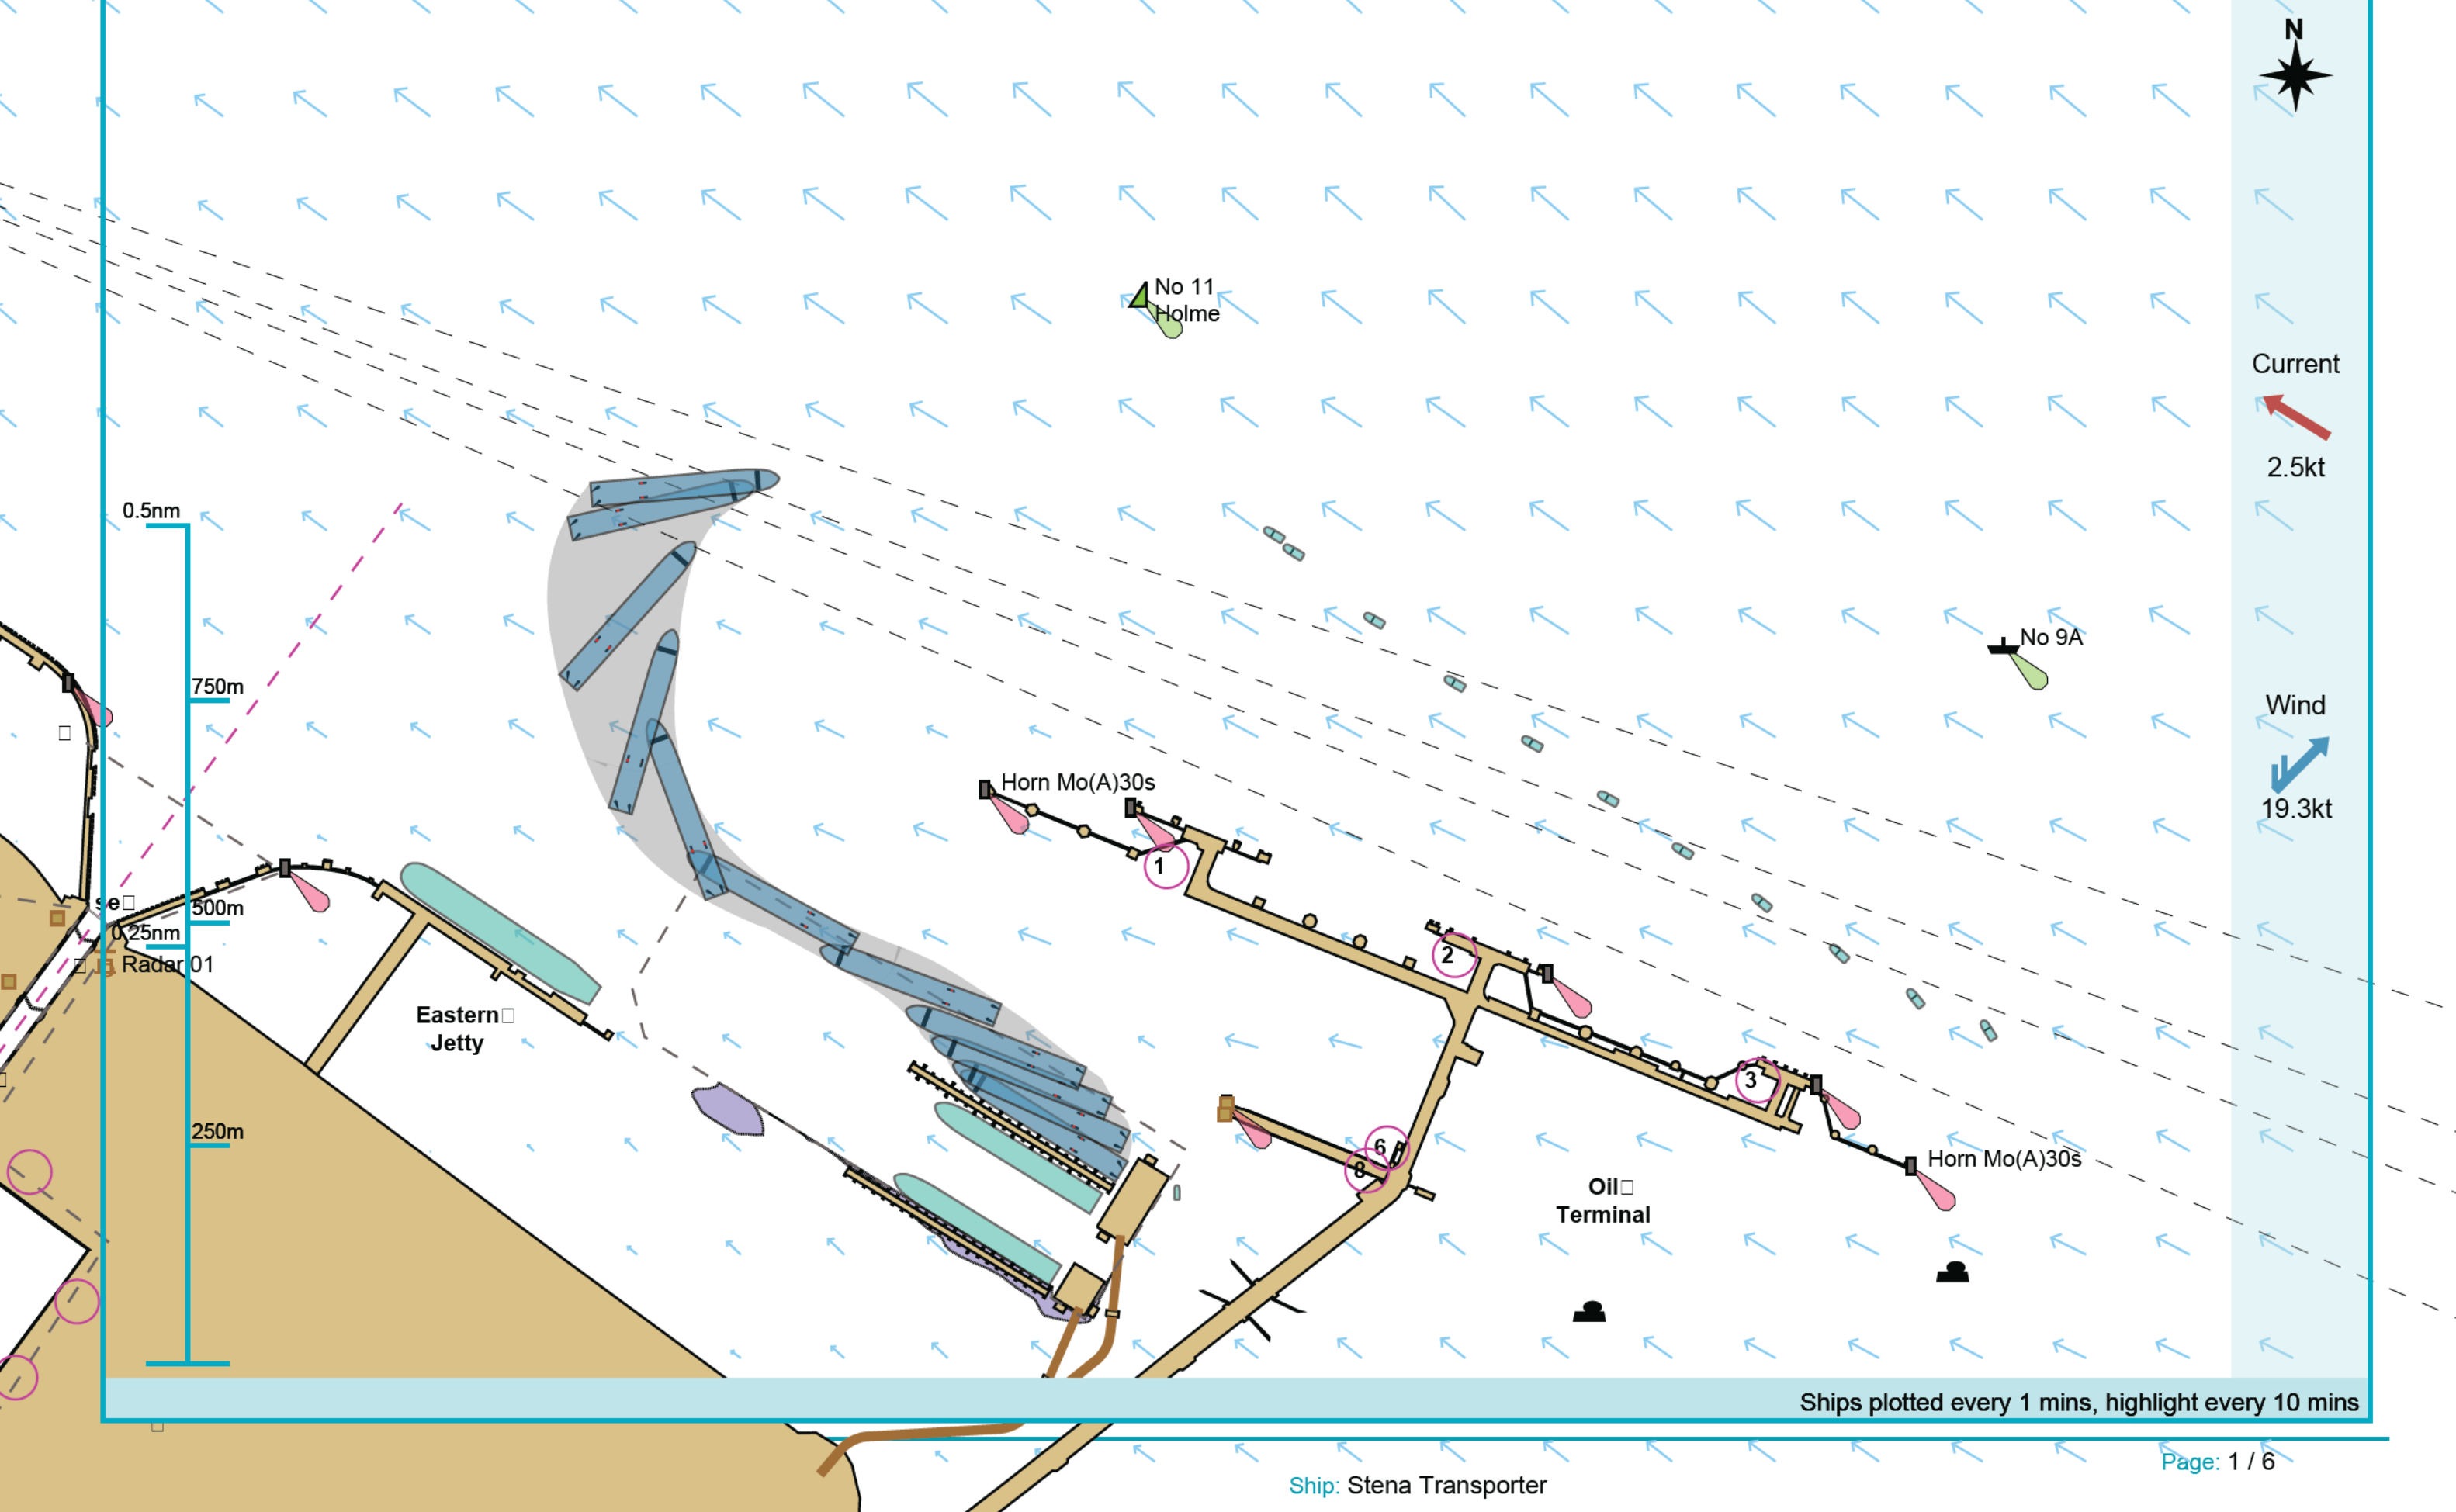 N
No 11
Holme
Current
2.5kt
0.5nm
No 9A
750m
Wind
19.3kt
Horn Mo(A)30s
1
se
500m
0.25nm
Radar 01
2
Eastern
Jetty
3
250m
6
8
Horn Mo(A)30s
Oil
Terminal
Ships plotted every 1 mins, highlight every 10 mins
Page: 1 / 6
Ship: Stena Transporter